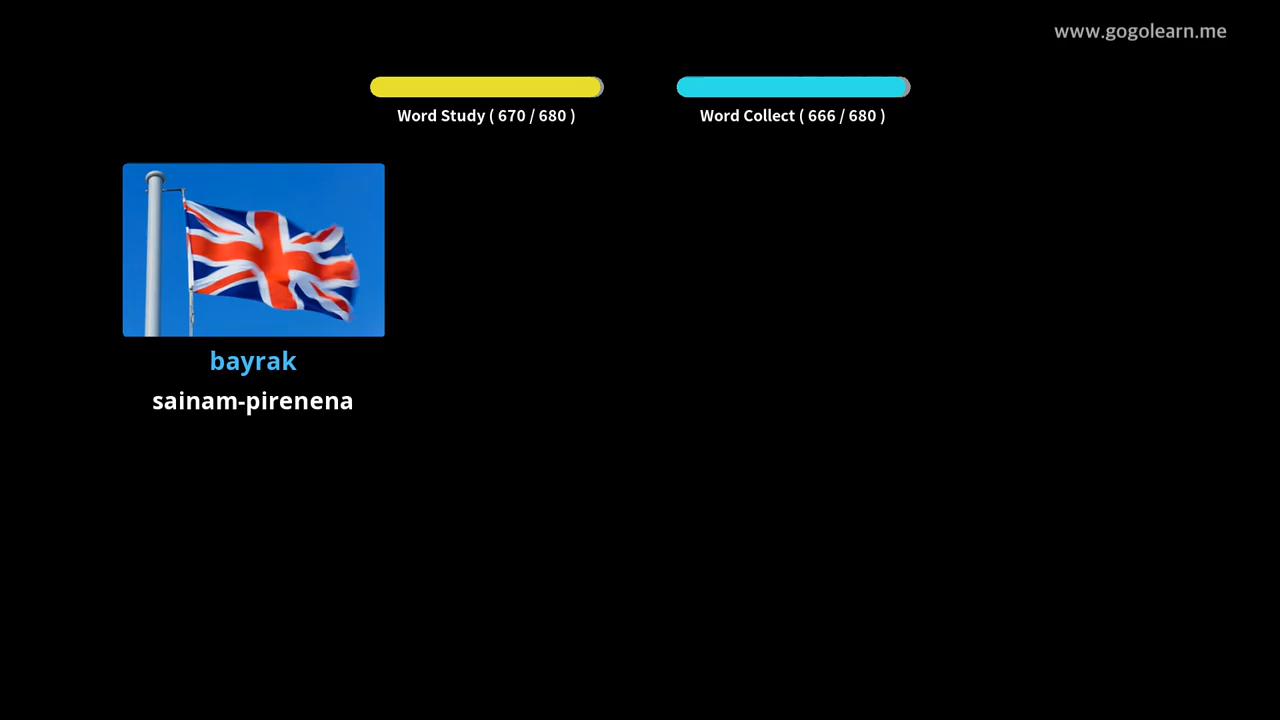 www.gogolearn.me
Word Study ( 670 / 680 )
Word Collect ( 666 / 680 )
bayrak
sainam-pirenena